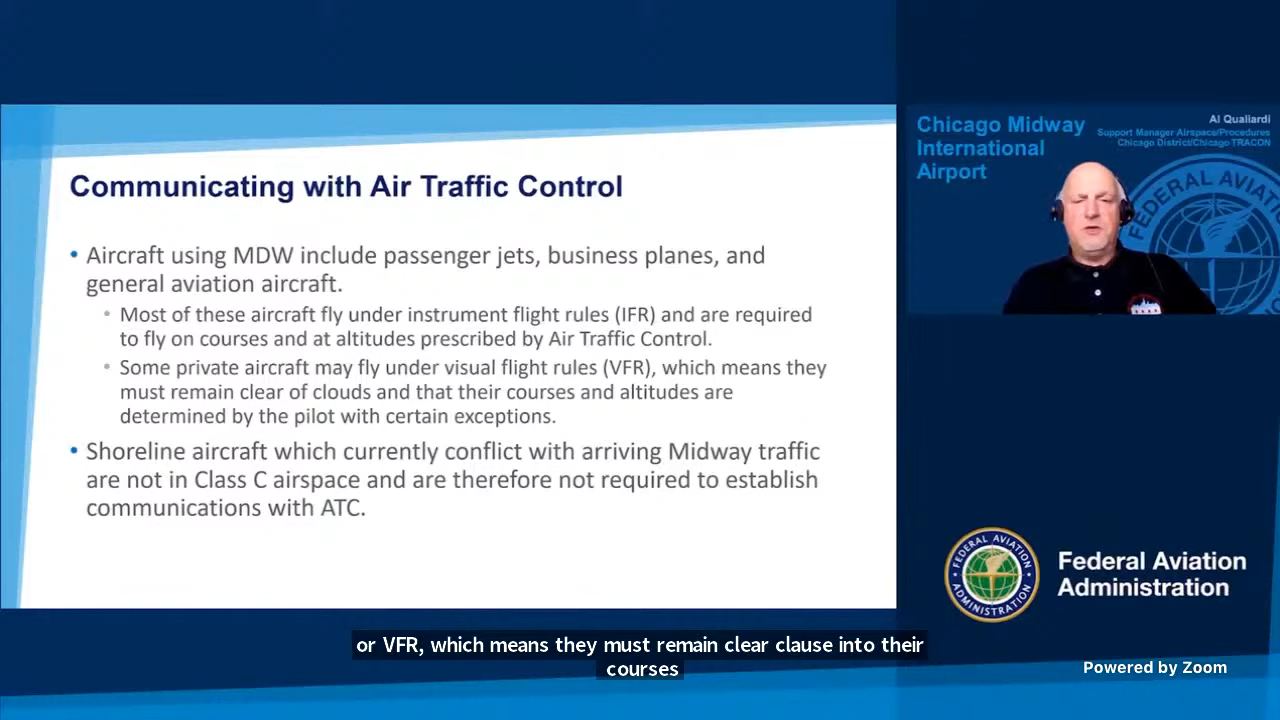 Communicating with Air Traffic Control
• Aircraft using MDW include passenger jets, business planes, and
general aviation aircraft.
• Most of these aircraft fly under instrument flight rules (IFR) and are required
to fly on courses and at altitudes prescribed by Air Traffic Control.
• Some private aircraft may fly under visual flight rules (VFR), which means they
must remain clear of clouds and that their courses and altitudes are
determined by the pilot with certain exceptions.
• Shoreline aircraft which currently conflict with arriving Midway traffic
are not in Class C airspace and are therefore not required to establish
communications with ATC.
Chicago Midway
International
Airport
Al Qualiardi
Support Manager Airspace/Procedures
Chicago District/Chicago TRACON
FEDERAL AVIA
FEDERAL AVIATION
ADMINISTRATION
Federal Aviation
Administration
or VFR, which means they must remain clear clause into their
courses
Powered by Zoom